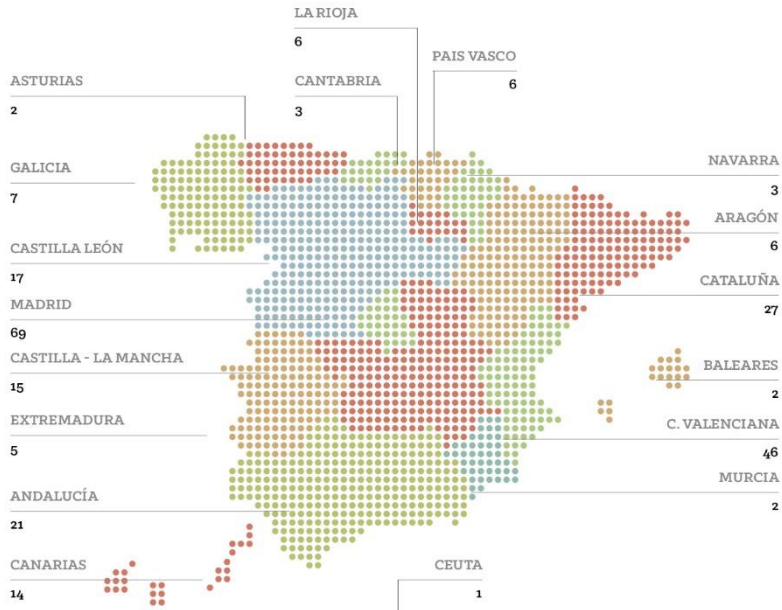 LA RIOJA
6
PAIS VASCO
6
ASTURIAS
2
CANTABRIA
3
GALICIA
7
NAVARRA
3
ARAGÓN
6
CASTILLA LEÓN
17
CATALUÑA
27
MADRID
69
CASTILLA - LA MANCHA
15
BALEARES
2
EXTREMADURA
5
C. VALENCIANA
46
MURCIA
2
ANDALUCÍA
21
CANARIAS
14
CEUTA
1